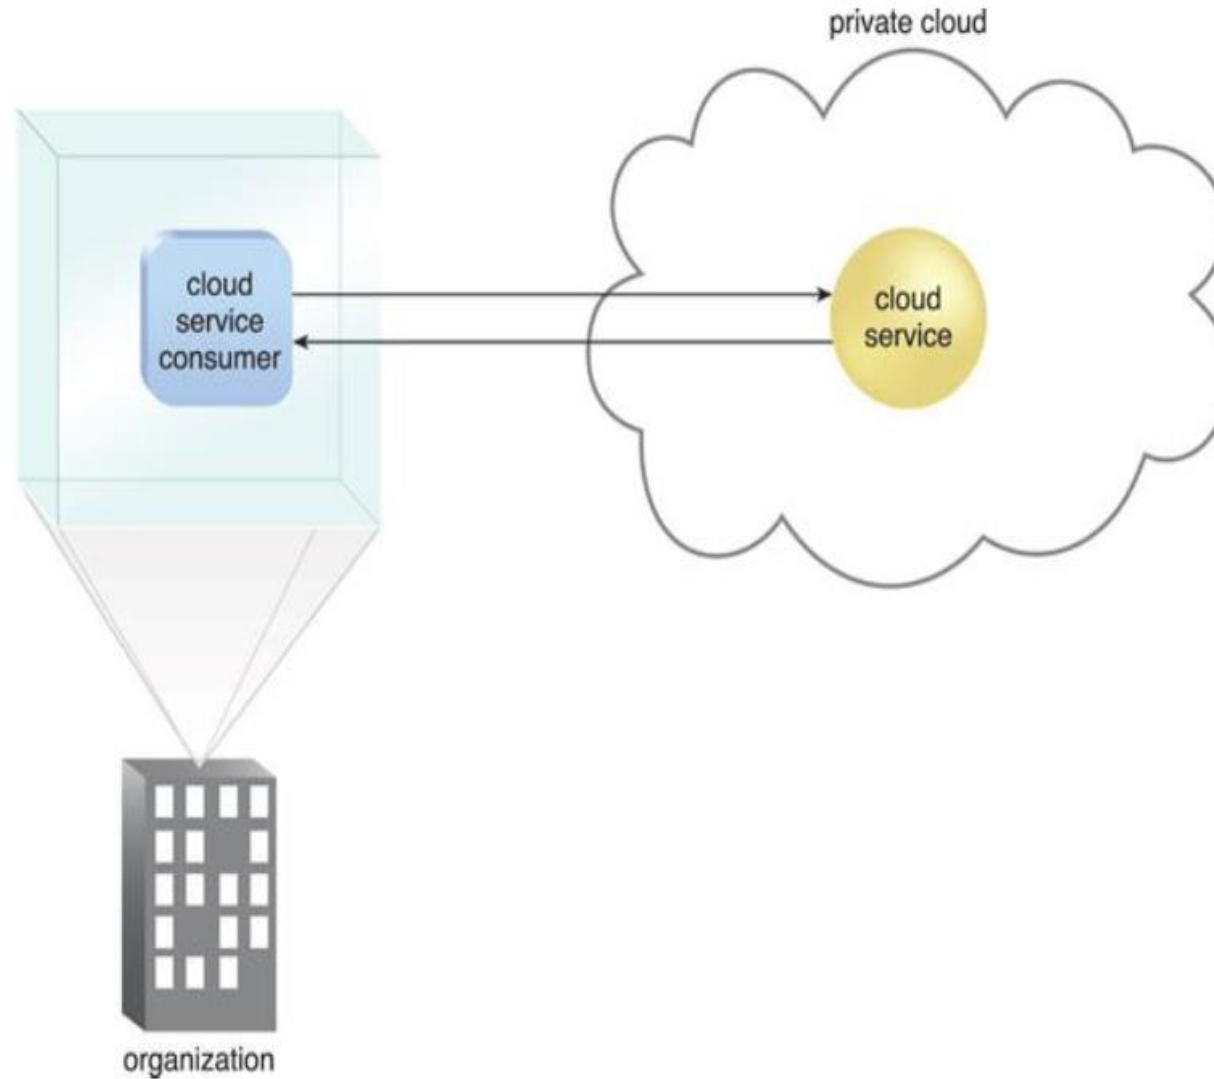 private cloud
cloud
service
consumer
cloud
service
organization